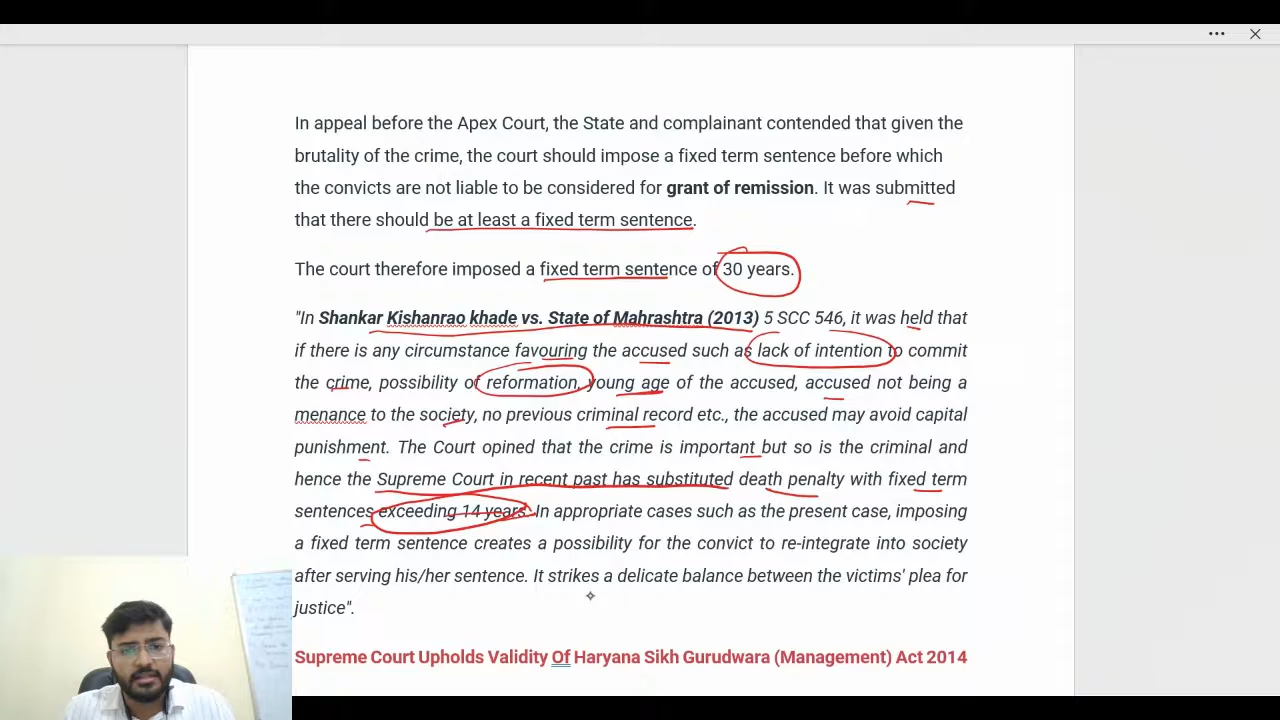 In appeal before the Apex Court, the State and complainant contended that given the
brutality of the crime, the court should impose a fixed term sentence before which
the convicts are not liable to be considered for grant of remission. It was submitted
that there should be at least a fixed term sentence.
The court therefore imposed a fixed term sentence of 30 years.
"In Shankar Kishanrao khade vs. State of Mahrashtra (2013) 5 SCC 546, it was held that
if there is any circumstance favouring the accused such as lack of intention to commit
the crime, possibility of reformation, young age of the accused, accused not being a
menance to the society, no previous criminal record etc., the accused may avoid capital
punishment. The Court opined that the crime is important but so is the criminal and
hence the Supreme Court in recent past has substituted death penalty with fixed term
sentences exceeding 14 years. In appropriate cases such as the present case, imposing
a fixed term sentence creates a possibility for the convict to re-integrate into society
after serving his/her sentence. It strikes a delicate balance between the victims' plea for
justice".
Supreme Court Upholds Validity Of Haryana Sikh Gurudwara (Management) Act 2014